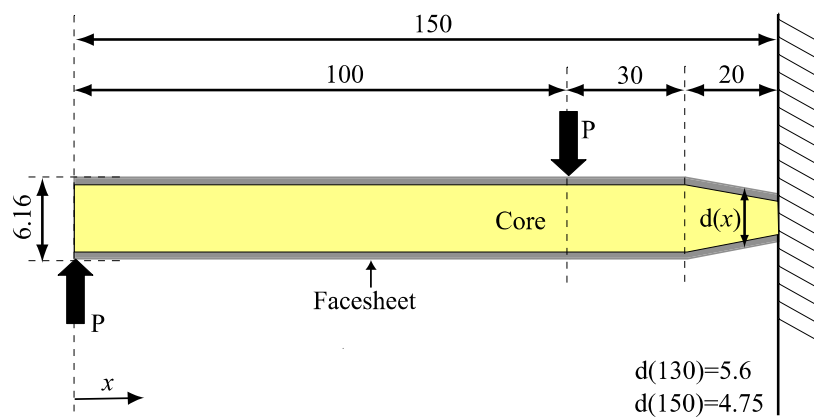 150
100
30
20
P
6.16
Core
d(x)
Facesheet
P
x
d(130)=5.6
d(150)=4.75